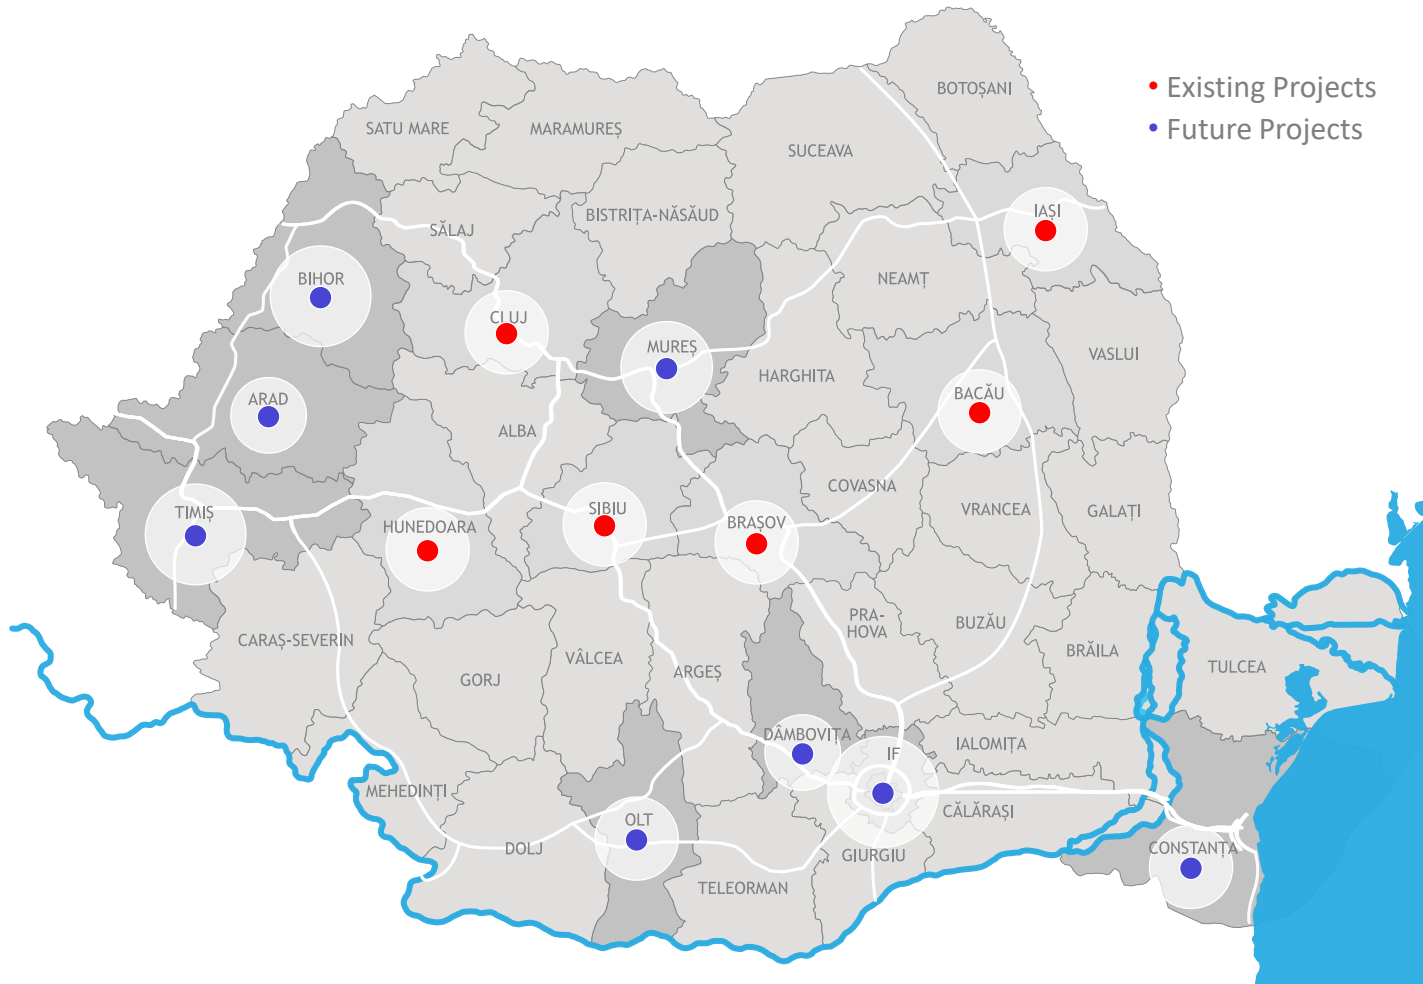 BOTOȘANI
Existing Projects
Future Projects
SATU MARE
MARAMUREȘ
SUCEAVA
BISTRIȚA-NĂSĂUD
IAȘI
SĂLAJ
BIHOR
NEAMȚ
CLUJ
MUREȘ
VASLUI
HARGHITA
BACĂU
ARAD
ALBA
COVASNA
SIBIU
VRANCEA
GALAȚI
TIMIȘ
HUNEDOARA
BRAȘOV
PRA-
HOVA
BUZĂU
CARAȘ-SEVERIN
VÂLCEA
BRĂILA
ARGEȘ
TULCEA
GORJ
DÂMBOVIȚA
IF
IALOMIȚA
MEHEDINȚI
CĂLĂRAȘI
OLT
DOLJ
GIURGIU
CONSTANȚA
TELEORMAN